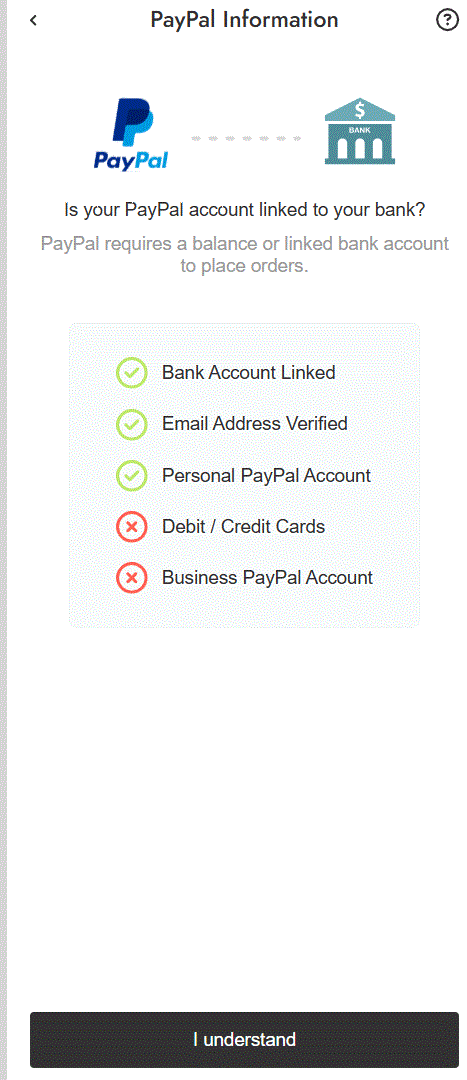 PayPal Information
PayPal
BANK
Is your PayPal account linked to your bank?
PayPal requires a balance or linked bank account
to place orders.
Bank Account Linked
Email Address Verified
Personal PayPal Account
Debit / Credit Cards
Business PayPal Account
I understand